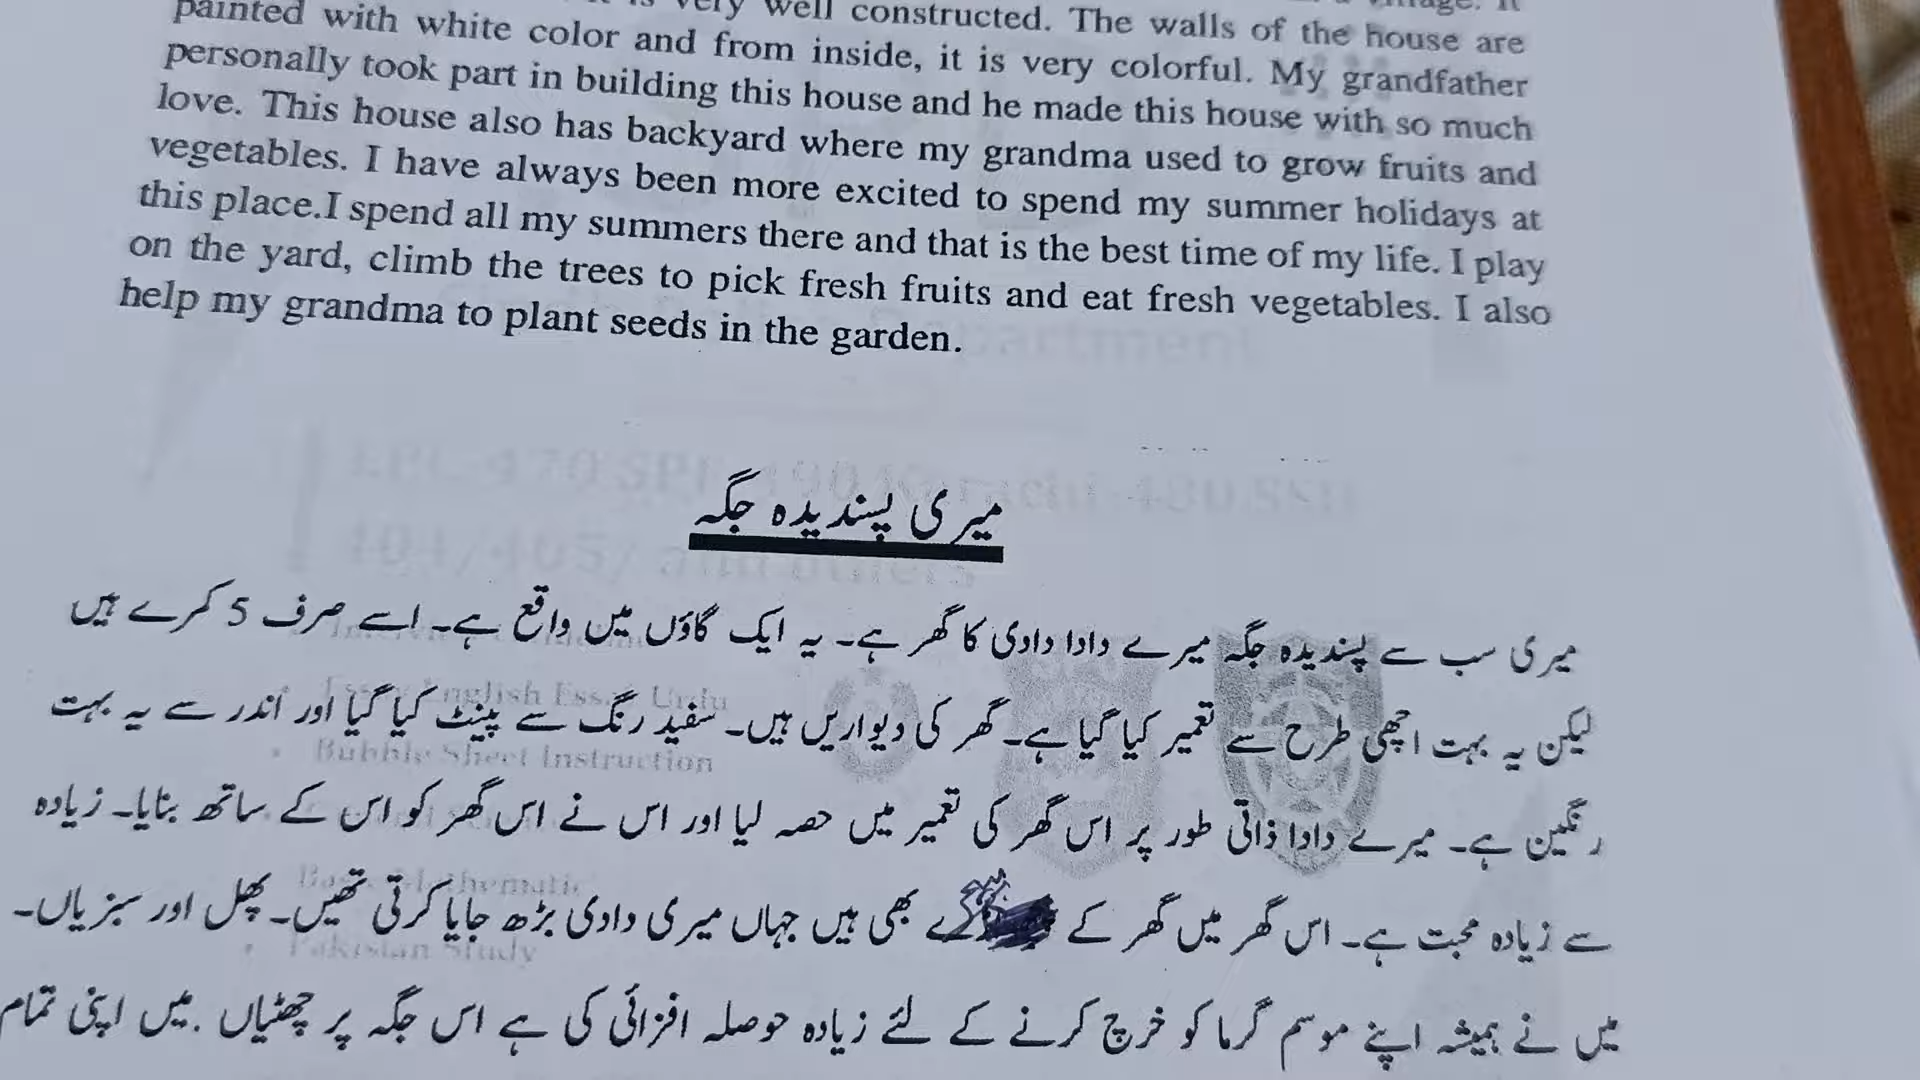 very well constructed. The walls of the house are
painted with white color and from inside, it is very colorful. My grandfather
personally took part in building this house and he made this house with so much
love. This house also has backyard where my grandma used to grow fruits and
vegetables. I have always been more excited to spend my summer holidays at
this place.I spend all my summers there and that is the best time of my life. I play
on the yard, climb the trees to pick fresh fruits and eat fresh vegetables. I also
help my grandma to plant seeds in the garden.
میری پسندیدہ جگہ
میری سب سے پسندیدہ جگہ میرے دادا دادی کا گھر ہے۔ یہ ایک گاؤں میں واقع ہے۔ اسے صرف 5 کمرے ہیں
لیکن یہ بہت اچھی طرح سے تعمیر کیا گیا ہے۔ گھر کی دیواریں ہیں۔ سفید رنگ سے پینٹ کیا گیا اور اندر سے یہ بہت
رنگین ہے۔ میرے دادا ذاتی طور پر اس گھر کی تعمیر میں حصہ لیا اور اس نے اس گھر کو اس کے ساتھ بنایا۔ زیادہ
سے زیادہ محبت ہے۔ اس گھر میں گھر کے بھی ہیں جہاں میری دادی بڑھ جایا کرتی تھیں۔ پھل اور سبزیاں۔
میں نے ہمیشہ اپنے موسم گرما کو خرچ کرنے کے لئے زیادہ حوصلہ افزائی کی ہے اس جگہ پر چھٹیاں .میں اپنی تمام